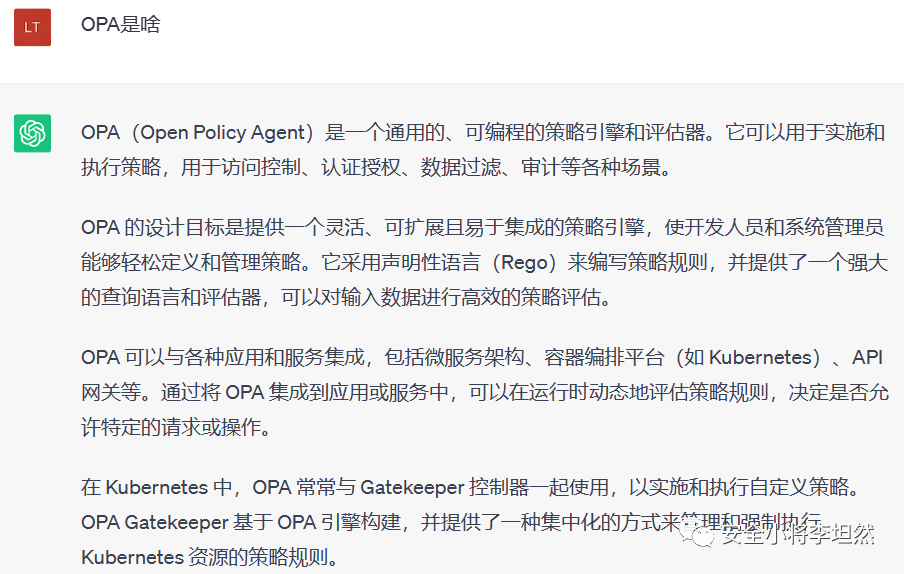 LT
OPA是啥
OPA（Open Policy Agent）是一个通用的、可编程的策略引擎和评估器。它可以用于实施和
执行策略，用于访问控制、认证授权、数据过滤、审计等各种场景。
OPA 的设计目标是提供一个灵活、可扩展且易于集成的策略引擎，使开发人员和系统管理员
能够轻松定义和管理策略。它采用声明性语言（Rego）来编写策略规则，并提供了一个强大
的查询语言和评估器，可以对输入数据进行高效的策略评估。
OPA 可以与各种应用和服务集成，包括微服务架构、容器编排平台（如 Kubernetes）、API
网关等。通过将 OPA 集成到应用或服务中，可以在运行时动态地评估策略规则，决定是否允
许特定的请求或操作。
在 Kubernetes 中，OPA 常常与 Gatekeeper 控制器一起使用，以实施和执行自定义策略。
OPA Gatekeeper 基于 OPA 引擎构建，并提供了一种集中化的方式来管理和强制执行
Kubernetes 资源的策略规则。
安全小将李坦然